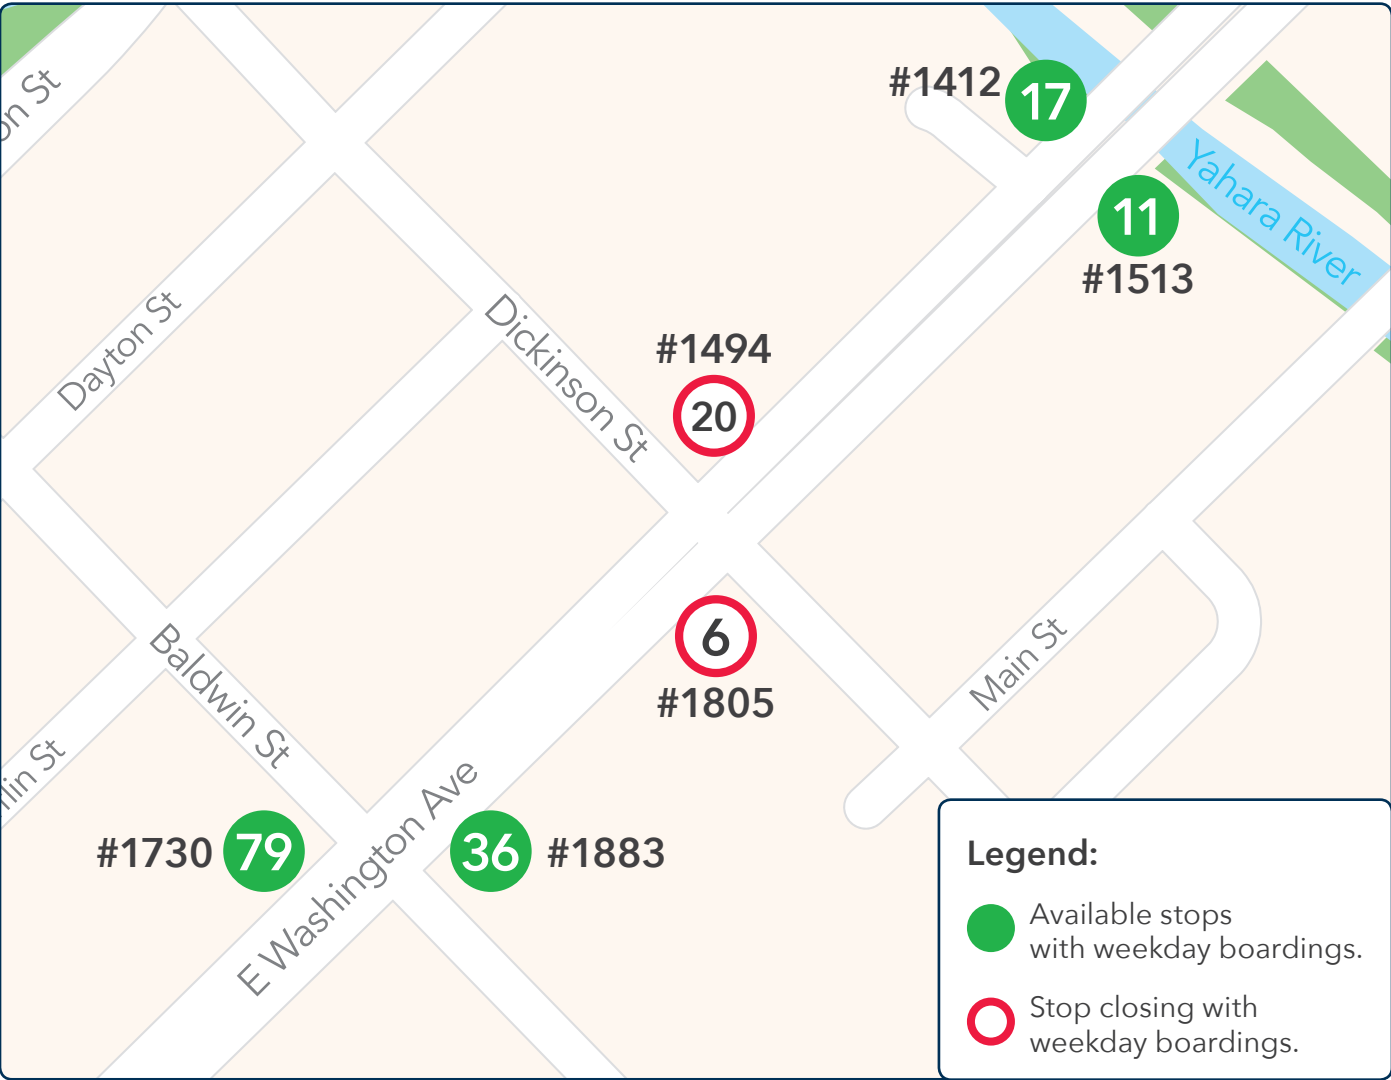 on St
#1412
17
Yahara River
11
#1513
Dayton St
Dickinson St
#1494
20
6
#1805
Main St
Baldwin St
lin St
E Washington Ave
#1730
79
36
#1883
Legend:
Available stops
with weekday boardings.
Stop closing with
weekday boardings.